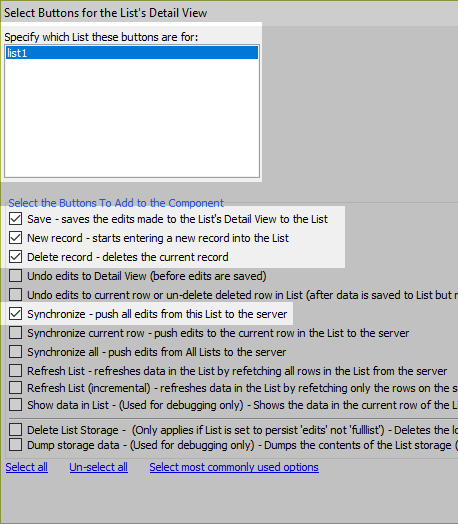 Select Buttons for the List's Detail View
Specify which List these buttons are for:
list1
Select the Buttons To Add to the Component
Save - saves the edits made to the List's Detail View to the List
New record - starts entering a new record into the List
Delete record - deletes the current record
Undo edits to Detail View (before edits are saved)
Undo edits to current row or un-delete deleted row in List (after data is saved to List but
Synchronize - push all edits from this List to the server
Synchronize current row - push edits to the current row in the List to the server
Synchronize all - push edits from All Lists to the server
Refresh List - refreshes data in the List by refetching all rows in the List from the server
Refresh List (incremental) - refreshes data in the List by refetching only the rows on the s
Show data in List - (Used for debugging only) - Shows the data in the current row of the
Delete List Storage - (Only applies if List is set to persist 'edits' not 'fulllist') - Deletes the
Dump storage data - (Used for debugging only) - Dumps the contents of the List storage (
Select all Un-select all Select most commonly used options